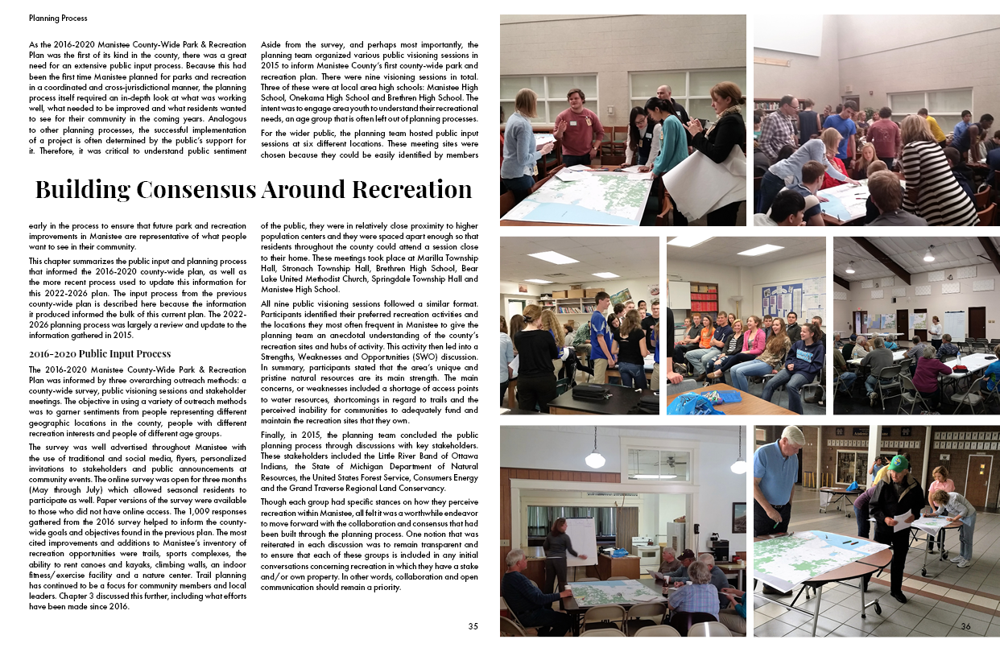 Planning Process
As the 2016-2020 Manistee County-Wide Park & Recreation
Plan was the first of its kind in the county, there was a great
need for an extensive public input process. Because this had
been the first time Manistee planned for parks and recreation
in a coordinated and cross-jurisdictional manner, the planning
process itself required an in-depth look at what was working
well, what needed to be improved and what residents wanted
to see for their community in the coming years. Analogous
to other planning processes, the successful implementation
of a project is often determined by the public's support for
it. Therefore, it was critical to understand public sentiment
Aside from the survey, and perhaps most importantly, the
planning team organized various public visioning sessions in
2015 to inform Manistee County's first county-wide park and
recreation plan. There were nine visioning sessions in total.
Three of these were at local area high schools: Manistee High
School, Onekama High School and Brethren High School. The
intent was to engage area youth to understand their recreational
needs, an age group that is often left out of planning processes.
For the wider public, the planning team hosted public input
sessions at six different locations. These meeting sites were
chosen because they could be easily identified by members
Building Consensus Around Recreation
early in the process to ensure that future park and recreation
improvements in Manistee are representative of what people
want to see in their community.
This chapter summarizes the public input and planning process
that informed the 2016-2020 county-wide plan, as well as
the more recent process used to update this information for
this 2022-2026 plan. The input process from the previous
county-wide plan is described here because the information
it produced informed the bulk of this current plan. The 2022-
2026 planning process was largely a review and update to the
information gathered in 2015.
2016-2020 Public Input Process
The 2016-2020 Manistee County-Wide Park & Recreation
Plan was informed by three overarching outreach methods: a
county-wide survey, public visioning sessions and stakeholder
meetings. The objective in using a variety of outreach methods
was to garner sentiments from people representing different
geographic locations in the county, people with different
recreation interests and people of different age groups.
The survey was well advertised throughout Manistee with
the use of traditional and social media, flyers, personalized
invitations to stakeholders and public announcements at
community events. The online survey was open for three months
(May through July) which allowed seasonal residents to
participate as well. Paper versions of the survey were available
to those who did not have online access. The 1,009 responses
gathered from the 2016 survey helped to inform the county-
wide goals and objectives found in the previous plan. The most
cited improvements and additions to Manistee's inventory of
recreation opportunities were trails, sports complexes, the
ability to rent canoes and kayaks, climbing walls, an indoor
fitness/exercise facility and a nature center. Trail planning
has continued to be a focus for community members and local
leaders. Chapter 3 discussed this further, including what efforts
have been made since 2016.
of the public, they were in relatively close proximity to higher
population centers and they were spaced apart enough so that
residents throughout the county could attend a session close
to their home. These meetings took place at Marilla Township
Hall, Stronach Township Hall, Brethren High School, Bear
Lake United Methodist Church, Springdale Township Hall and
Manistee High School.
All nine public visioning sessions followed a similar format.
Participants identified their preferred recreation activities and
the locations they most often frequent in Manistee to give the
planning team an anecdotal understanding of the county's
recreation sites and hubs of activity. This activity then led into a
Strengths, Weaknesses and Opportunities (SWO) discussion.
In summary, participants stated that the area's unique and
pristine natural resources are its main strength. The main
concerns, or weaknesses included a shortage of access points
to water resources, shortcomings in regard to trails and the
perceived inability for communities to adequately fund and
maintain the recreation sites that they own.
Finally, in 2015, the planning team concluded the public
planning process through discussions with key stakeholders.
These stakeholders included the Little River Band of Ottawa
Indians, the State of Michigan Department of Natural
Resources, the United States Forest Service, Consumers Energy
and the Grand Traverse Regional Land Conservancy.
Though each group had specific stances on how they perceive
recreation within Manistee, all felt it was a worthwhile endeavor
to move forward with the collaboration and consensus that had
been built through the planning process. One notion that was
reiterated in each discussion was to remain transparent and
to ensure that each of these groups is included in any initial
conversations concerning recreation in which they have a stake
and/or own property. In other words, collaboration and open
communication should remain a priority.
35
36